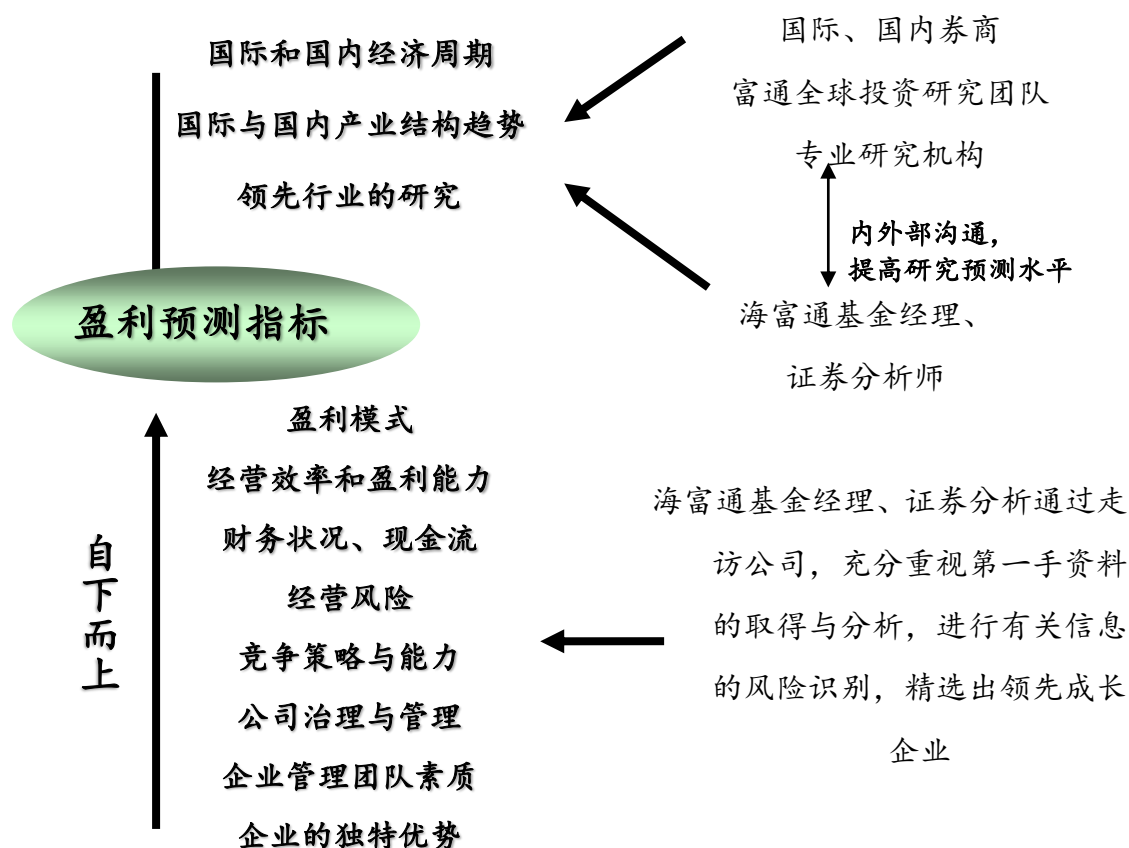 国际和国内经济周期
国际与国内产业结构趋势
领先行业的研究
国际、国内券商
富通全球投资研究团队
专业研究机构
内外部沟通，
提高研究预测水平
海富通基金经理、
证券分析师
盈利预测指标
自下而上
盈利模式
经营效率和盈利能力
财务状况、现金流
经营风险
竞争策略与能力
公司治理与管理
企业管理团队素质
企业的独特优势
海富通基金经理、证券分析通过走
访公司，充分重视第一手资料
的取得与分析，进行有关信息
的风险识别，精选出领先成长
企业